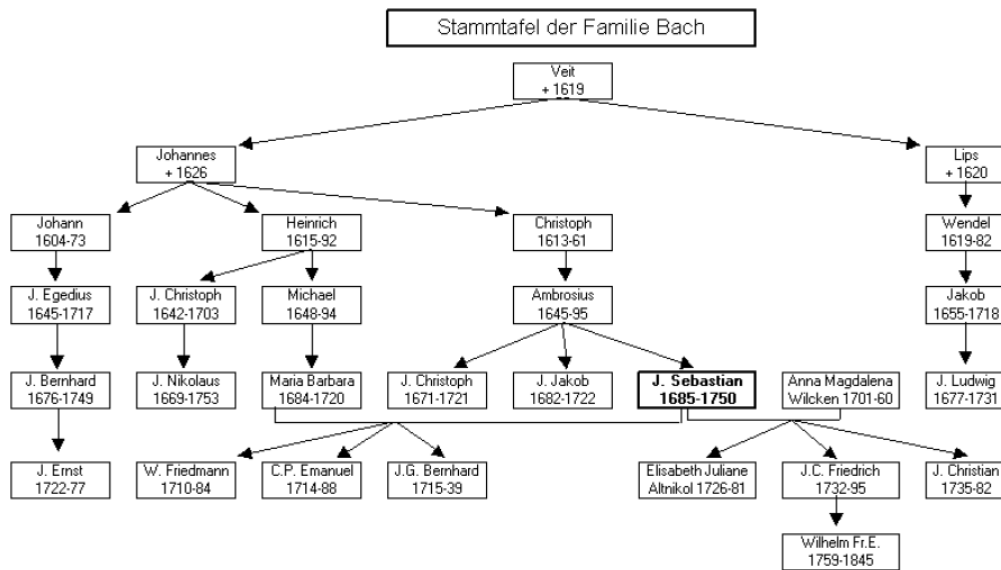 Stammtafel der Familie Bach
Veit
+ 1619
Johannes
+ 1626
Lips
+ 1620
Johann
1604-73
Heinrich
1615-92
Christoph
1613-61
Wendel
1619-82
J. Egedius
1645-1717
J. Christoph
1642-1703
Michael
1648-94
Ambrosius
1645-95
Jakob
1655-1718
J. Bernhard
1676-1749
J. Nikolaus
1669-1753
Maria Barbara
1684-1720
J. Christoph
1671-1721
J. Jakob
1682-1722
J. Sebastian
1685-1750
Anna Magdalena
Wilcken 1701-60
J. Ludwig
1677-1731
J. Ernst
1722-77
W. Friedmann
1710-84
C.P. Emanuel
1714-88
J.G. Bernhard
1715-39
Elisabeth Juliane
Altnikol 1726-81
J.C. Friedrich
1732-95
J. Christian
1735-82
Wilhelm Fr.E.
1759-1845